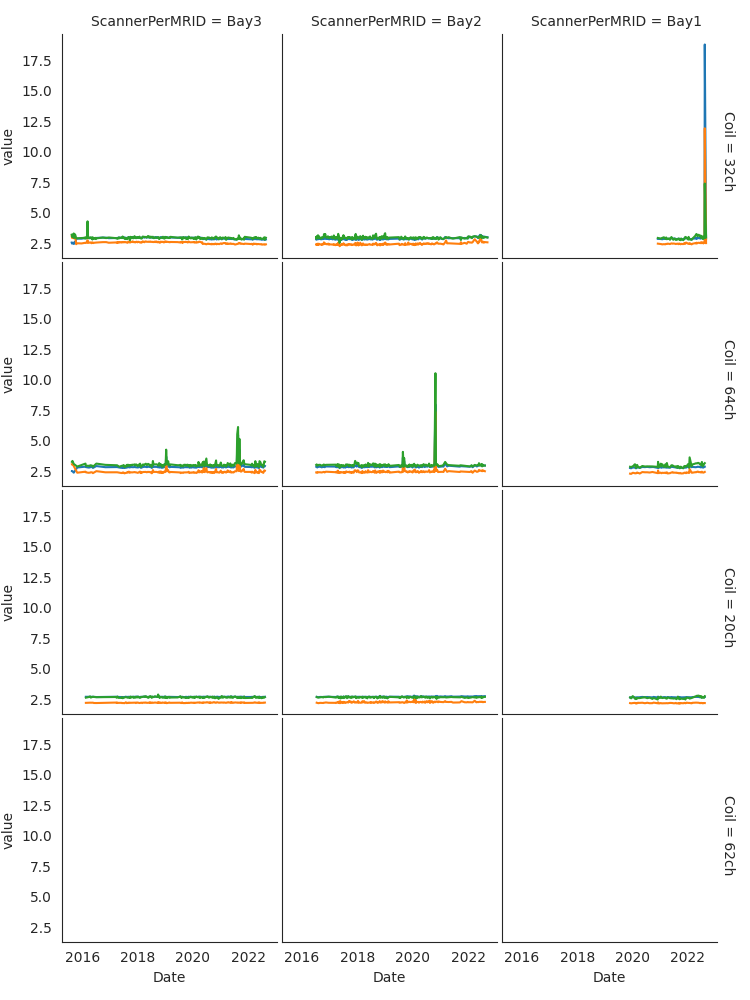 ScannerPerMRID = Bay3 ScannerPerMRID = Bay2 ScannerPerMRID = Bay1
17.5
15.0
12.5
10.0
7.5
5.0
2.5
value
Coil = 32ch
17.5
15.0
12.5
10.0
7.5
5.0
2.5
value
Coil = 64ch
17.5
15.0
12.5
10.0
7.5
5.0
2.5
value
Coil = 20ch
17.5
15.0
12.5
10.0
7.5
5.0
2.5
value
Coil = 62ch
2016 2018 2020 2022 2016 2018 2020 2022 2016 2018 2020 2022
Date Date Date